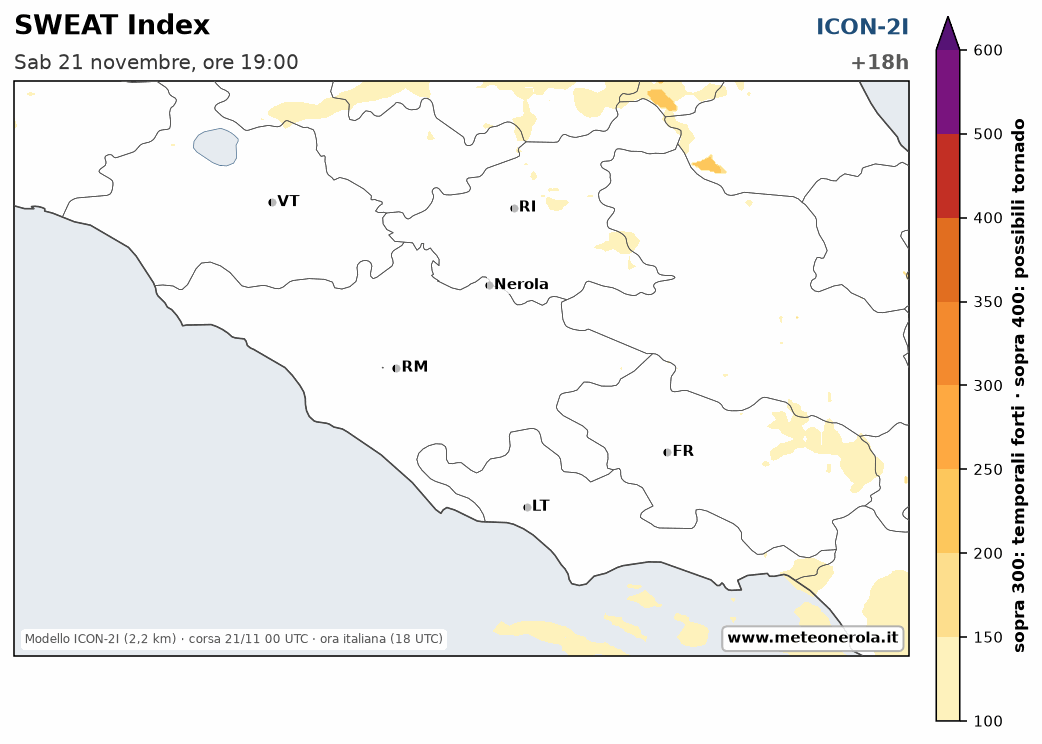 SWEAT Index
ICON-2I
Sab 21 novembre, ore 19:00
+18h
VT
RI
Nerola
RM
FR
LT
Modello ICON-2I (2,2 km) · corsa 21/11 00 UTC · ora italiana (18 UTC)
www.meteonerola.it
600
500
400
350
300
250
200
150
100
sopra 300: temporali forti · sopra 400: possibili tornado